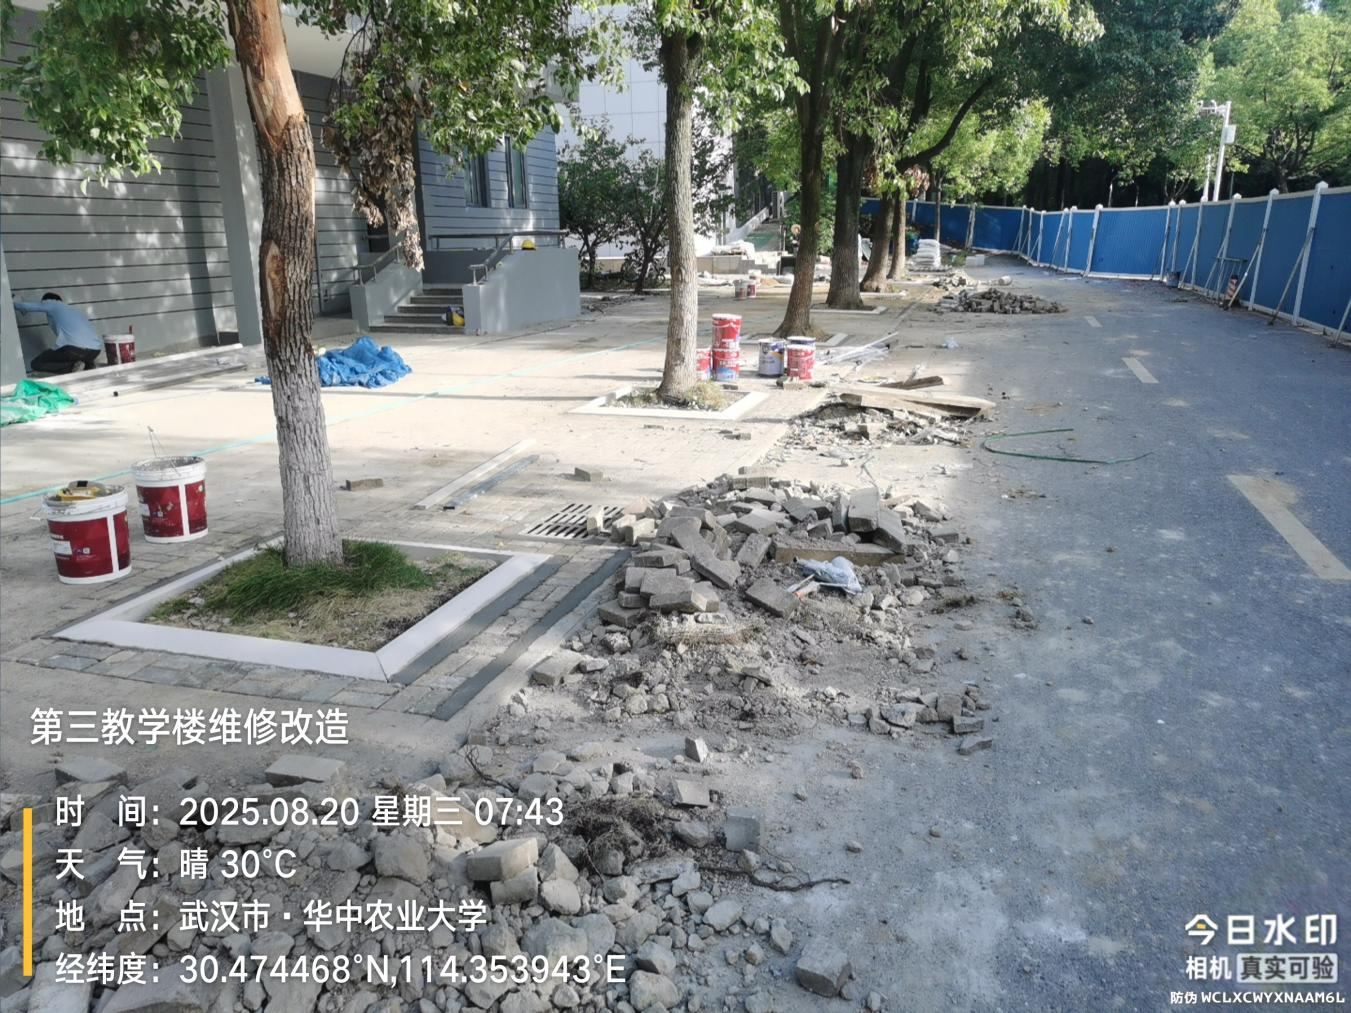 第三教学楼维修改造
时 间：2025.08.20 星期三 07:43
天 气：晴 30°C
地 点：武汉市·华中农业大学
经纬度：30.474468°N,114.353943°E
今日水印
相机 真实可验
防伪 WCLXCWYXNAAM6L